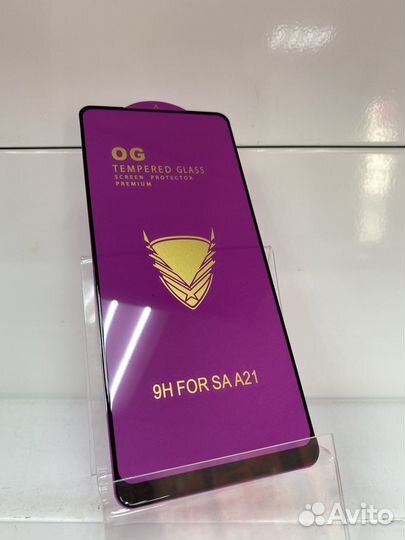 OG
TEMPERED GLASS
SCREEN PROTECTOR
PREMIUM
9H FOR SA A21
Avito